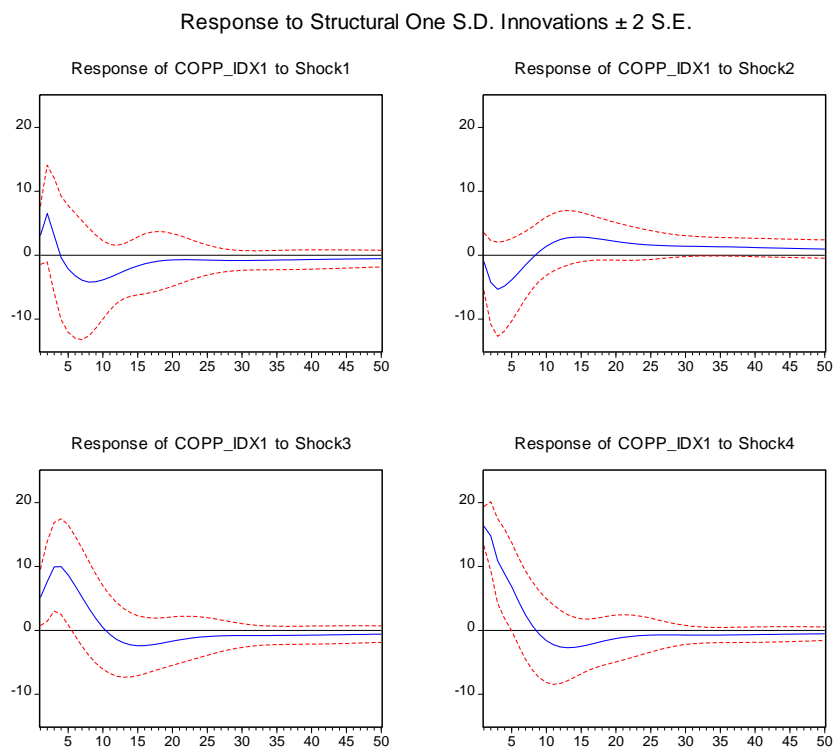 Response to Structural One S.D. Innovations ± 2 S.E.
Response of COPP_IDX1 to Shock1
20
10
0
-10
5 10 15 20 25 30 35 40 45 50
Response of COPP_IDX1 to Shock2
20
10
0
-10
5 10 15 20 25 30 35 40 45 50
Response of COPP_IDX1 to Shock3
20
10
0
-10
5 10 15 20 25 30 35 40 45 50
Response of COPP_IDX1 to Shock4
20
10
0
-10
5 10 15 20 25 30 35 40 45 50